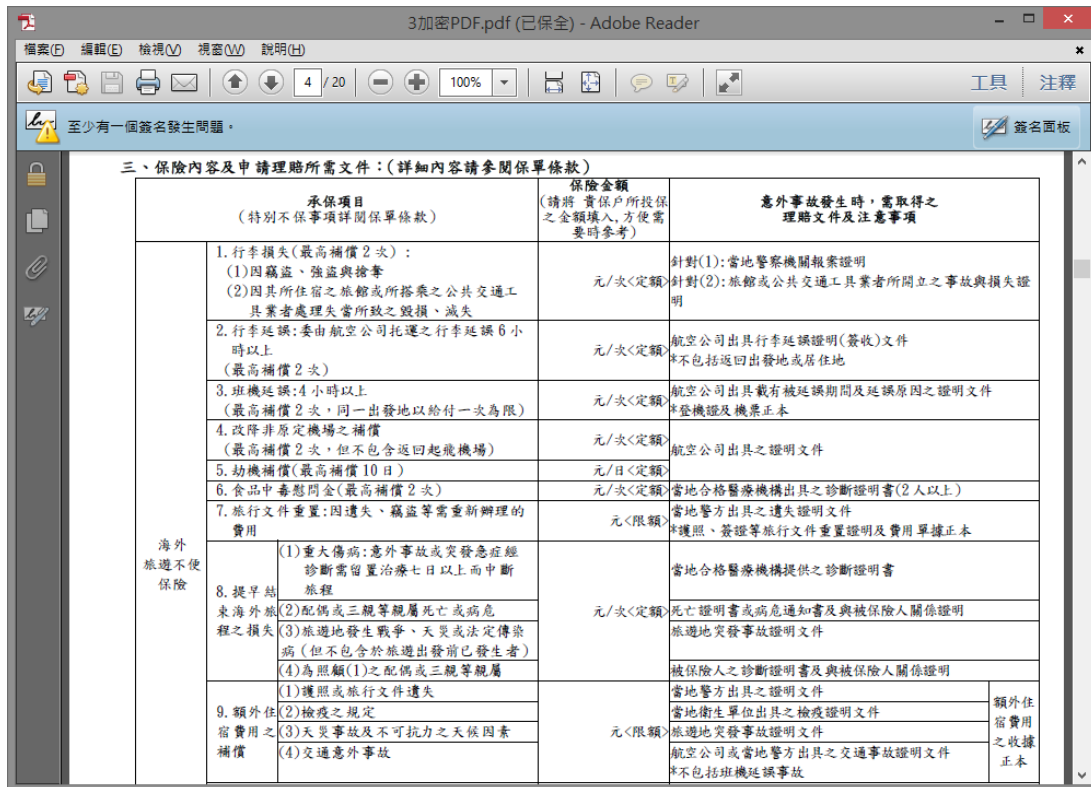 3加密PDF.pdf (已保全) - Adobe Reader
檔案(F) 編輯(E) 檢視(V) 視窗(W) 說明(H)
4 / 20 100% 工具 注釋
至少有一個簽名發生問題。 簽名面板
三、保險內容及申請理賠所需文件：(詳細內容請參閱保單條款)
承保項目
(特別不保事項詳閱保單條款)
保險金額
(請將 貴保戶所投保
之金額填入,方便需
要時參考)
意外事故發生時，需取得之
理賠文件及注意事項
海外
旅遊不便
保險
1.行李損失(最高補償2次)：
(1)因竊盜、強盜與搶奪
(2)因其所住宿之旅館或所搭乘之公共交通工
具業者處理失當所致之毀損、滅失
元/次<定額>
針對(1):當地警察機關報案證明
針對(2):旅館或公共交通工具業者所開立之事故與損失證
明
2.行李延誤:委由航空公司托運之行李延誤6小
時以上
(最高補償2次)
元/次<定額>
航空公司出具行李延誤證明(簽收)文件
*不包括返回出發地或居住地
3.班機延誤:4小時以上
(最高補償2次，同一出發地以給付一次為限)
元/次<定額>
航空公司出具載有被延誤期間及延誤原因之證明文件
*登機證及機票正本
4.改降非原定機場之補償
(最高補償2次，但不包含返回起飛機場)
元/次<定額>
航空公司出具之證明文件
5.劫機補償(最高補償10日)
元/日<定額>
6.食品中毒慰問金(最高補償2次)
元/次<定額>
當地合格醫療機構出具之診斷證明書(2人以上)
7.旅行文件重置:因遺失、竊盜等需重新辦理的
費用
元<限額>
當地警方出具之遺失證明文件
*護照、簽證等旅行文件重置證明及費用單據正本
8.提早結
束海外旅
程之損失
(1)重大傷病:意外事故或突發急症經
診斷需留置治療七日以上而中斷
旅程
當地合格醫療機構提供之診斷證明書
(2)配偶或三親等親屬死亡或病危
元/次<定額>
死亡證明書或病危通知書及與被保險人關係證明
(3)旅遊地發生戰爭、天災或法定傳染
病(但不包含於旅遊出發前已發生者)
旅遊地突發事故證明文件
(4)為照顧(1)之配偶或三親等親屬
被保險人之診斷證明書及與被保險人關係證明
9.額外住
宿費用之
補償
(1)護照或旅行文件遺失
當地警方出具之證明文件
(2)檢疫之規定
當地衛生單位出具之檢疫證明文件
(3)天災事故及不可抗力之天候因素
元<限額>
旅遊地突發事故證明文件
(4)交通意外事故
航空公司或當地警方出具之交通事故證明文件
*不包括班機延誤事故
額外住
宿費用
之收據
正本